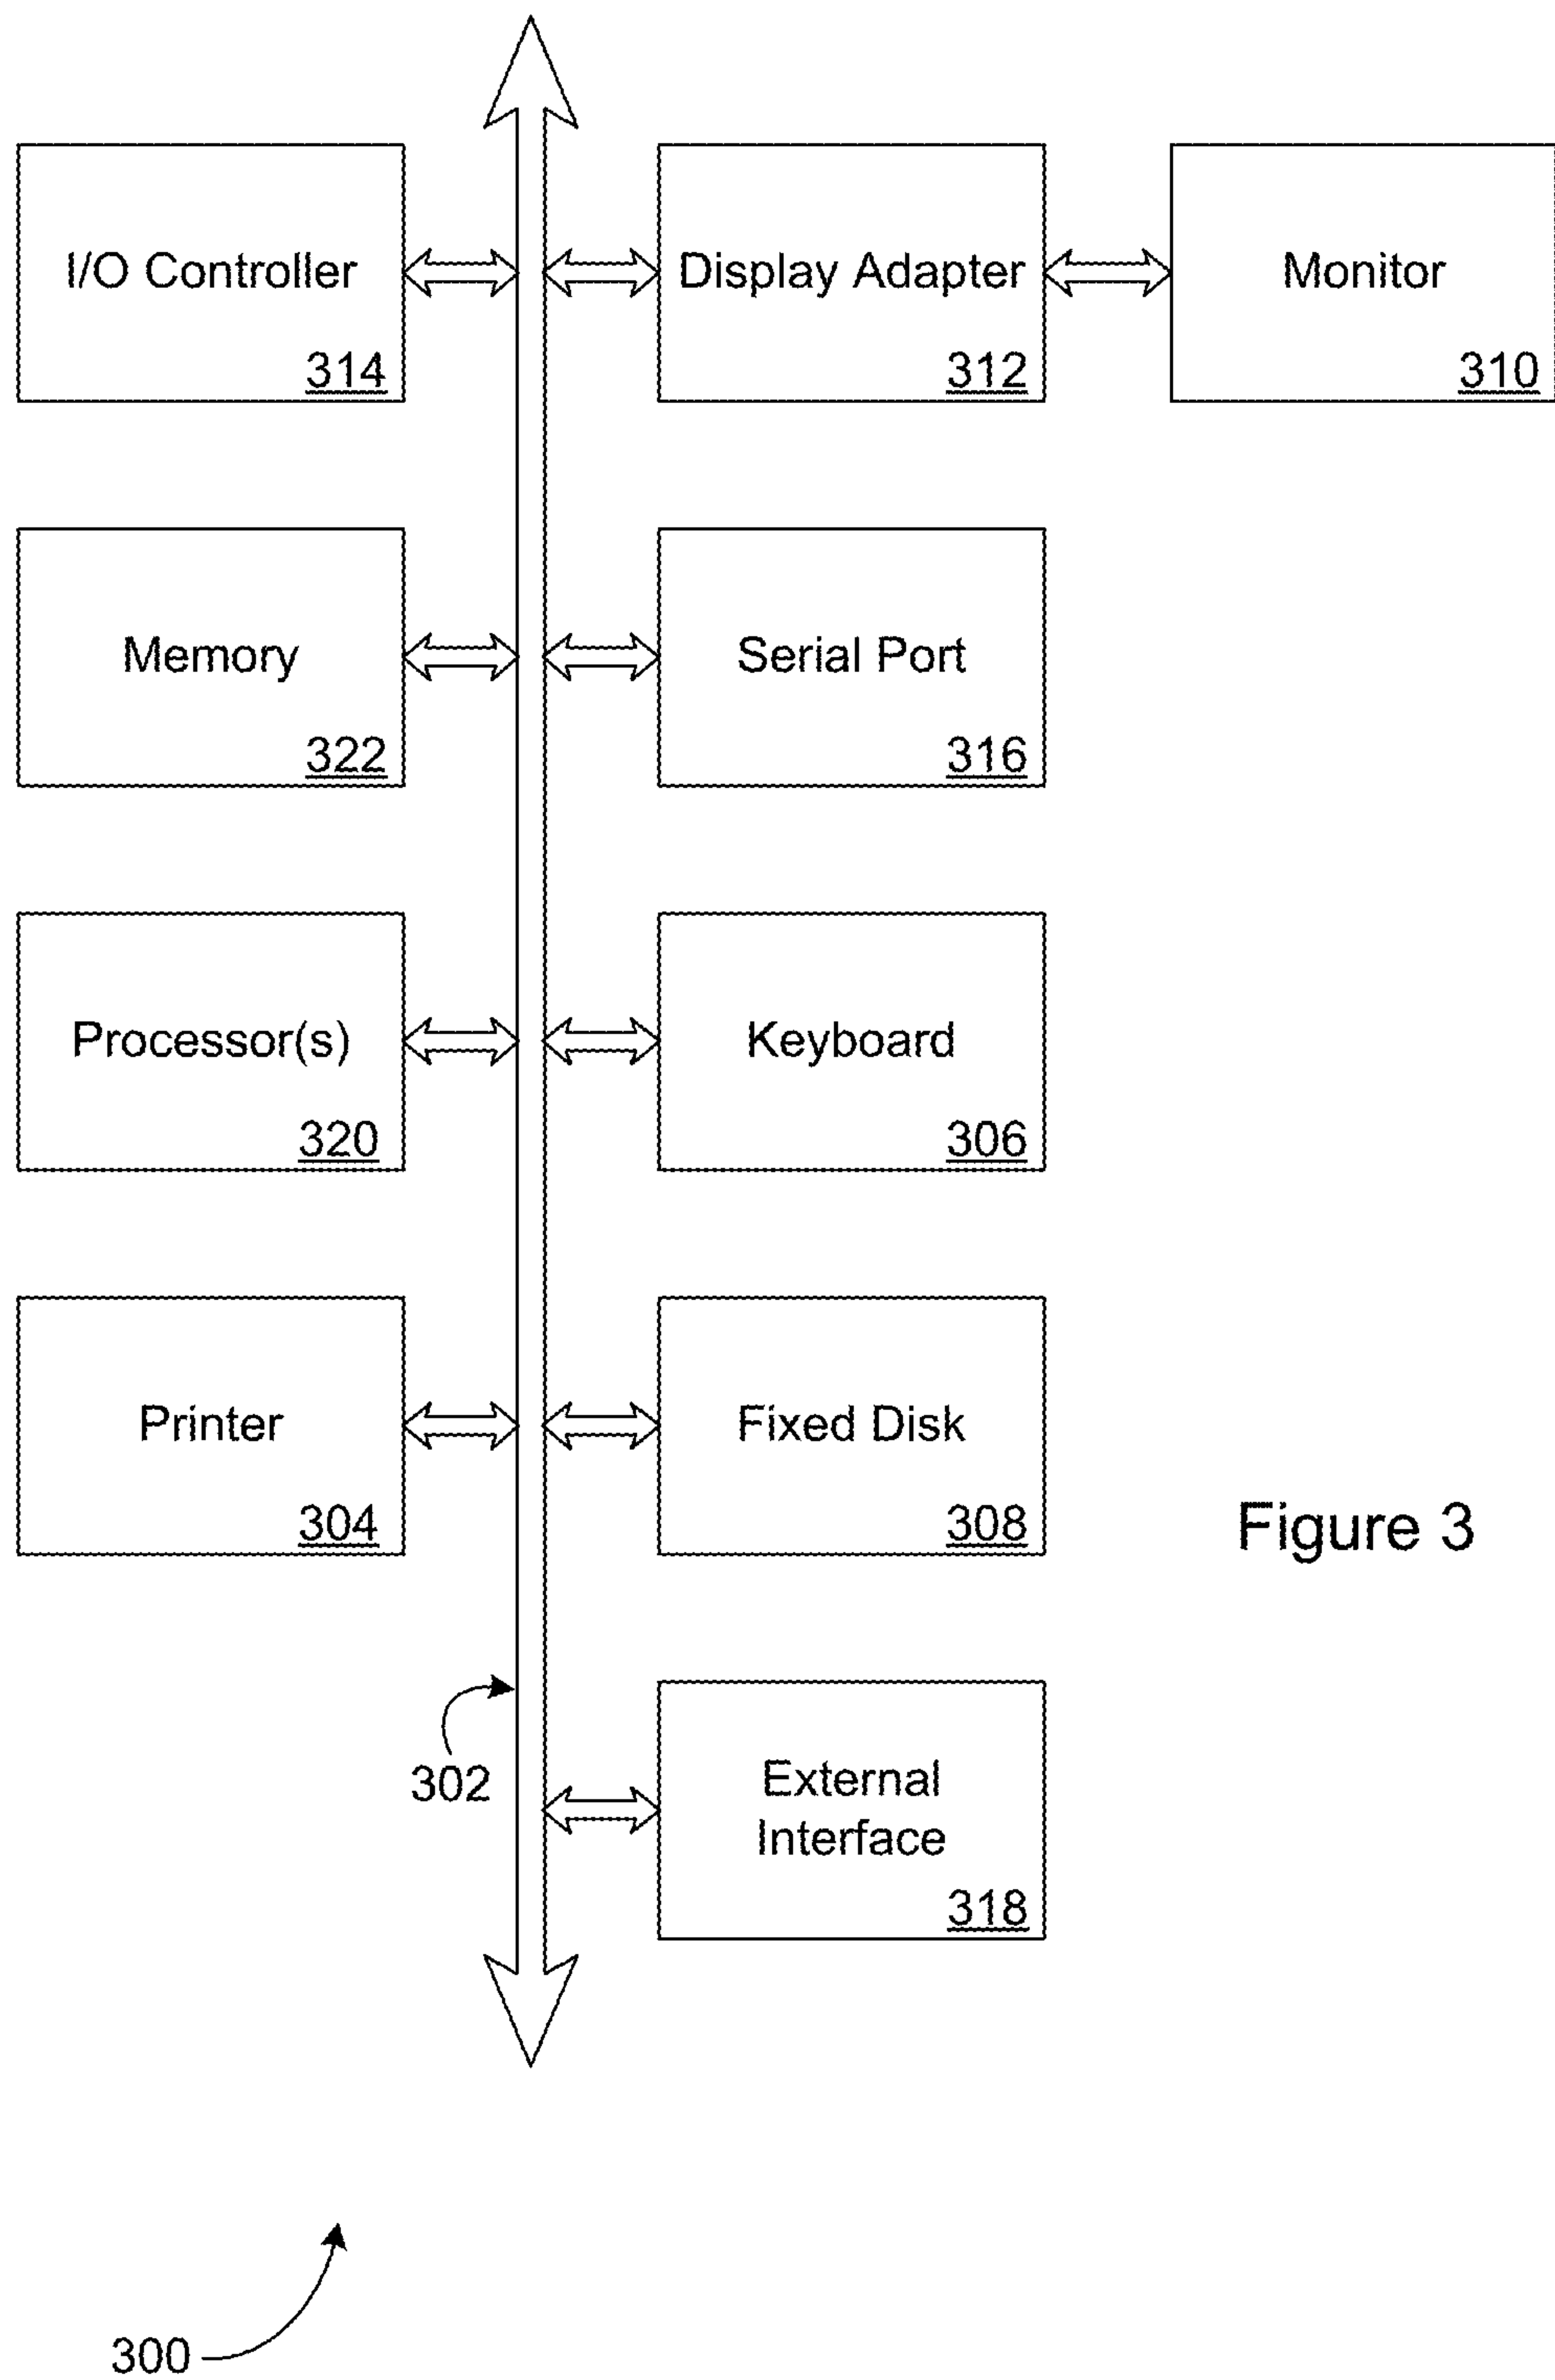 I/O Controller
314
Display Adapter
312
Monitor
310
Memory
322
Serial Port
316
Processor(s)
320
Keyboard
306
Printer
304
Fixed Disk
308
Figure 3
302
External
Interface
318
300